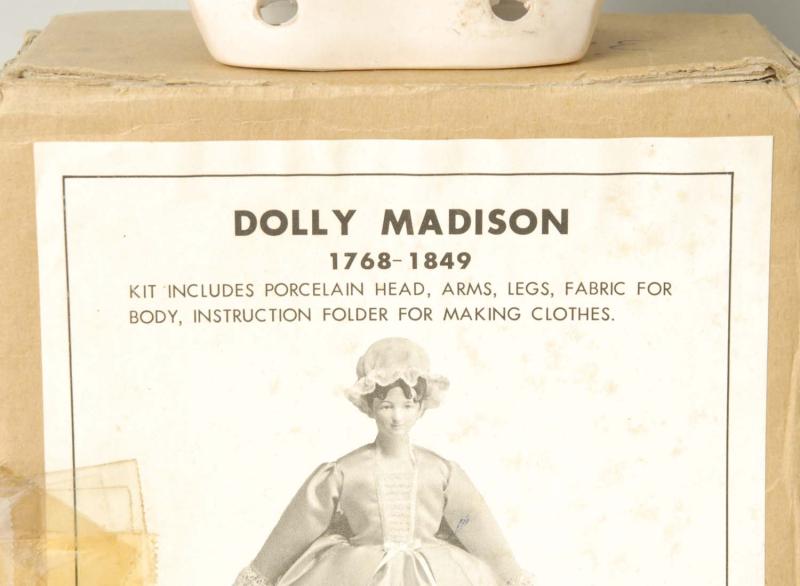 DOLLY MADISON
1768-1849
KIT INCLUDES PORCELAIN HEAD, ARMS, LEGS, FABRIC FOR
BODY, INSTRUCTION FOLDER FOR MAKING CLOTHES.